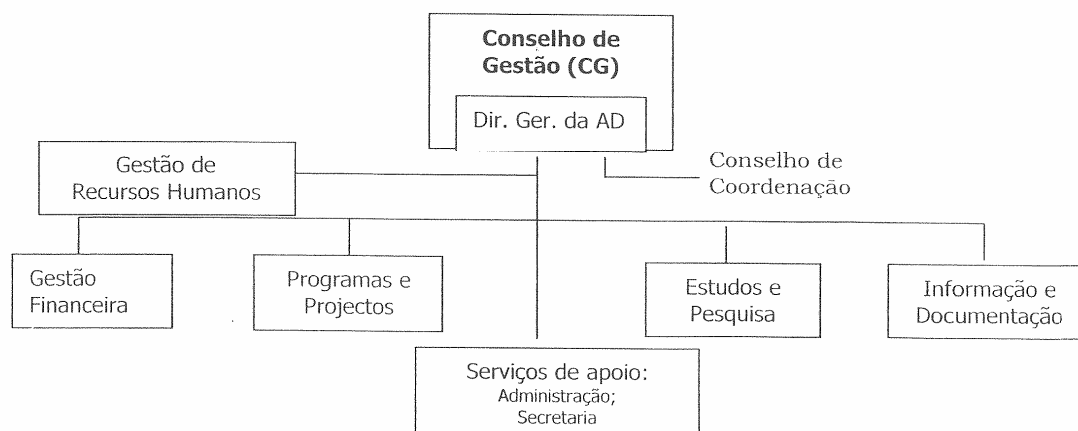 Conselho de
Gestão (CG)
Dir. Ger. da AD
Gestão de
Recursos Humanos
Conselho de
Coordenação
Gestão
Financeira
Programas e
Projectos
Estudos e
Pesquisa
Informação e
Documentação
Serviços de apoio:
Administração;
Secretaria